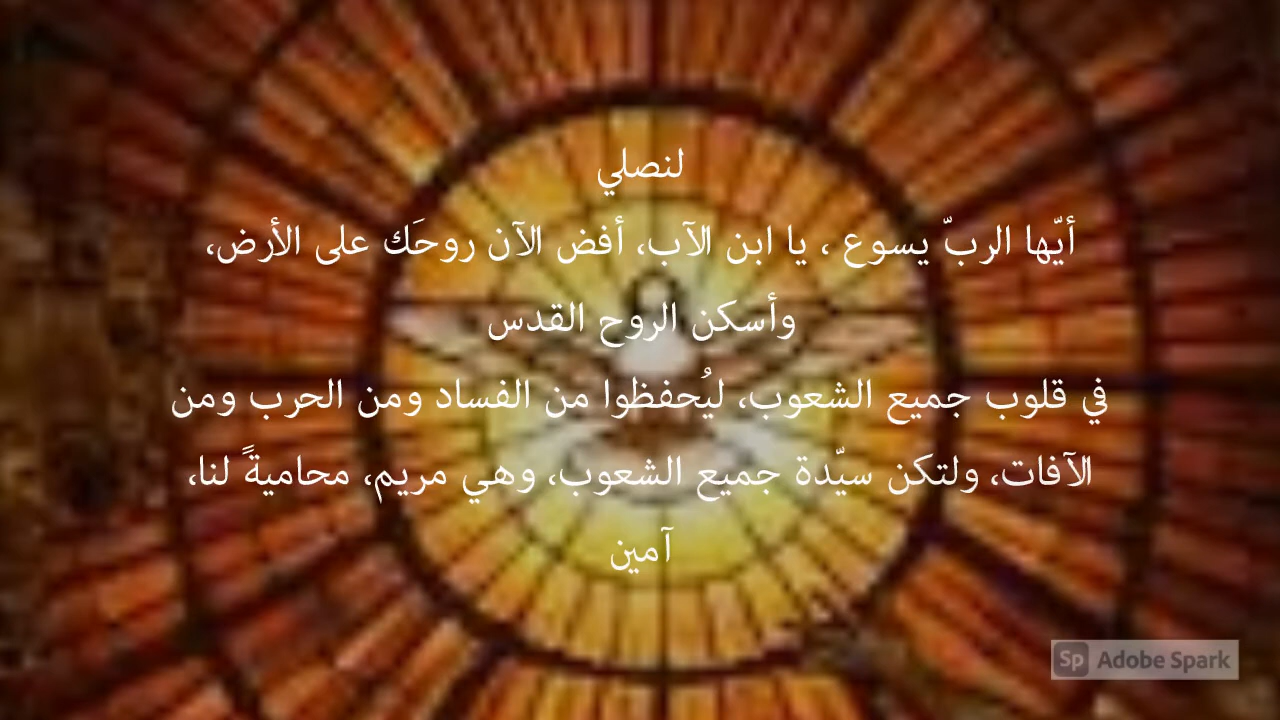 لنصلي
أيّها الربّ يسوع ، يا ابن الآب، أفض الآن روحَك على الأرض،
وأسكن الروح القدس
في قلوب جميع الشعوب، ليُحفظوا من الفساد ومن الحرب ومن
الآفات، ولتكن سيّدة جميع الشعوب، وهي مريم، محاميةً لنا،
آمين
Sp Adobe Spark